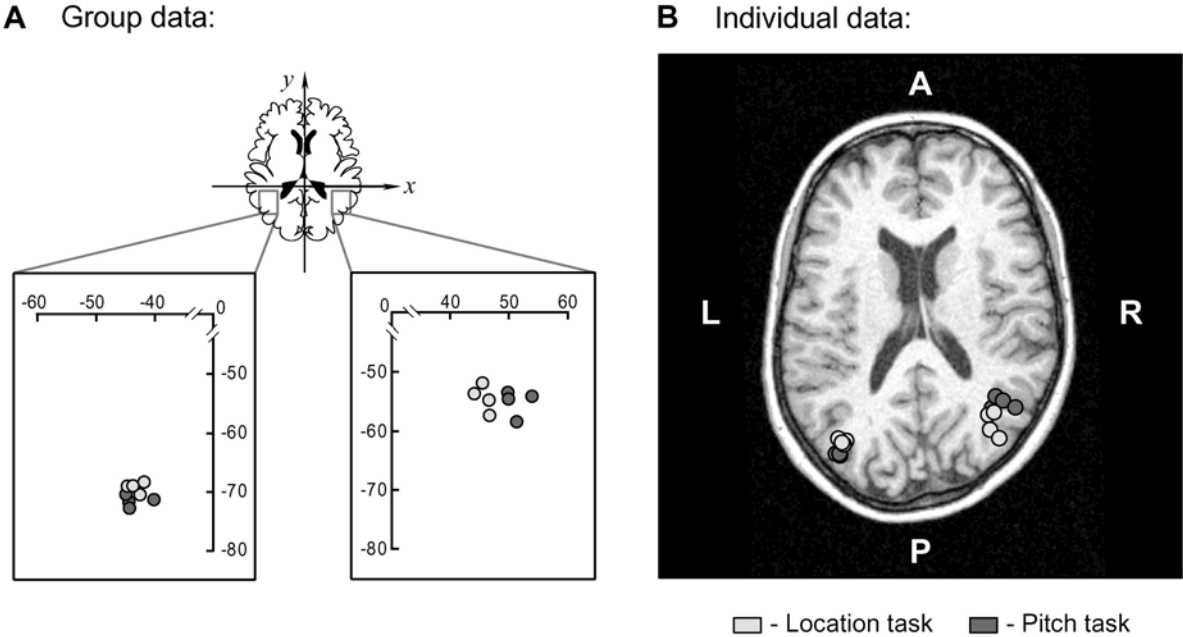 A Group data:
y
x
-60 -50 -40 0
-50
-60
-70
-80
0 40 50 60
-50
-60
-70
-80
B Individual data:
A
L R
P
- Location task - Pitch task